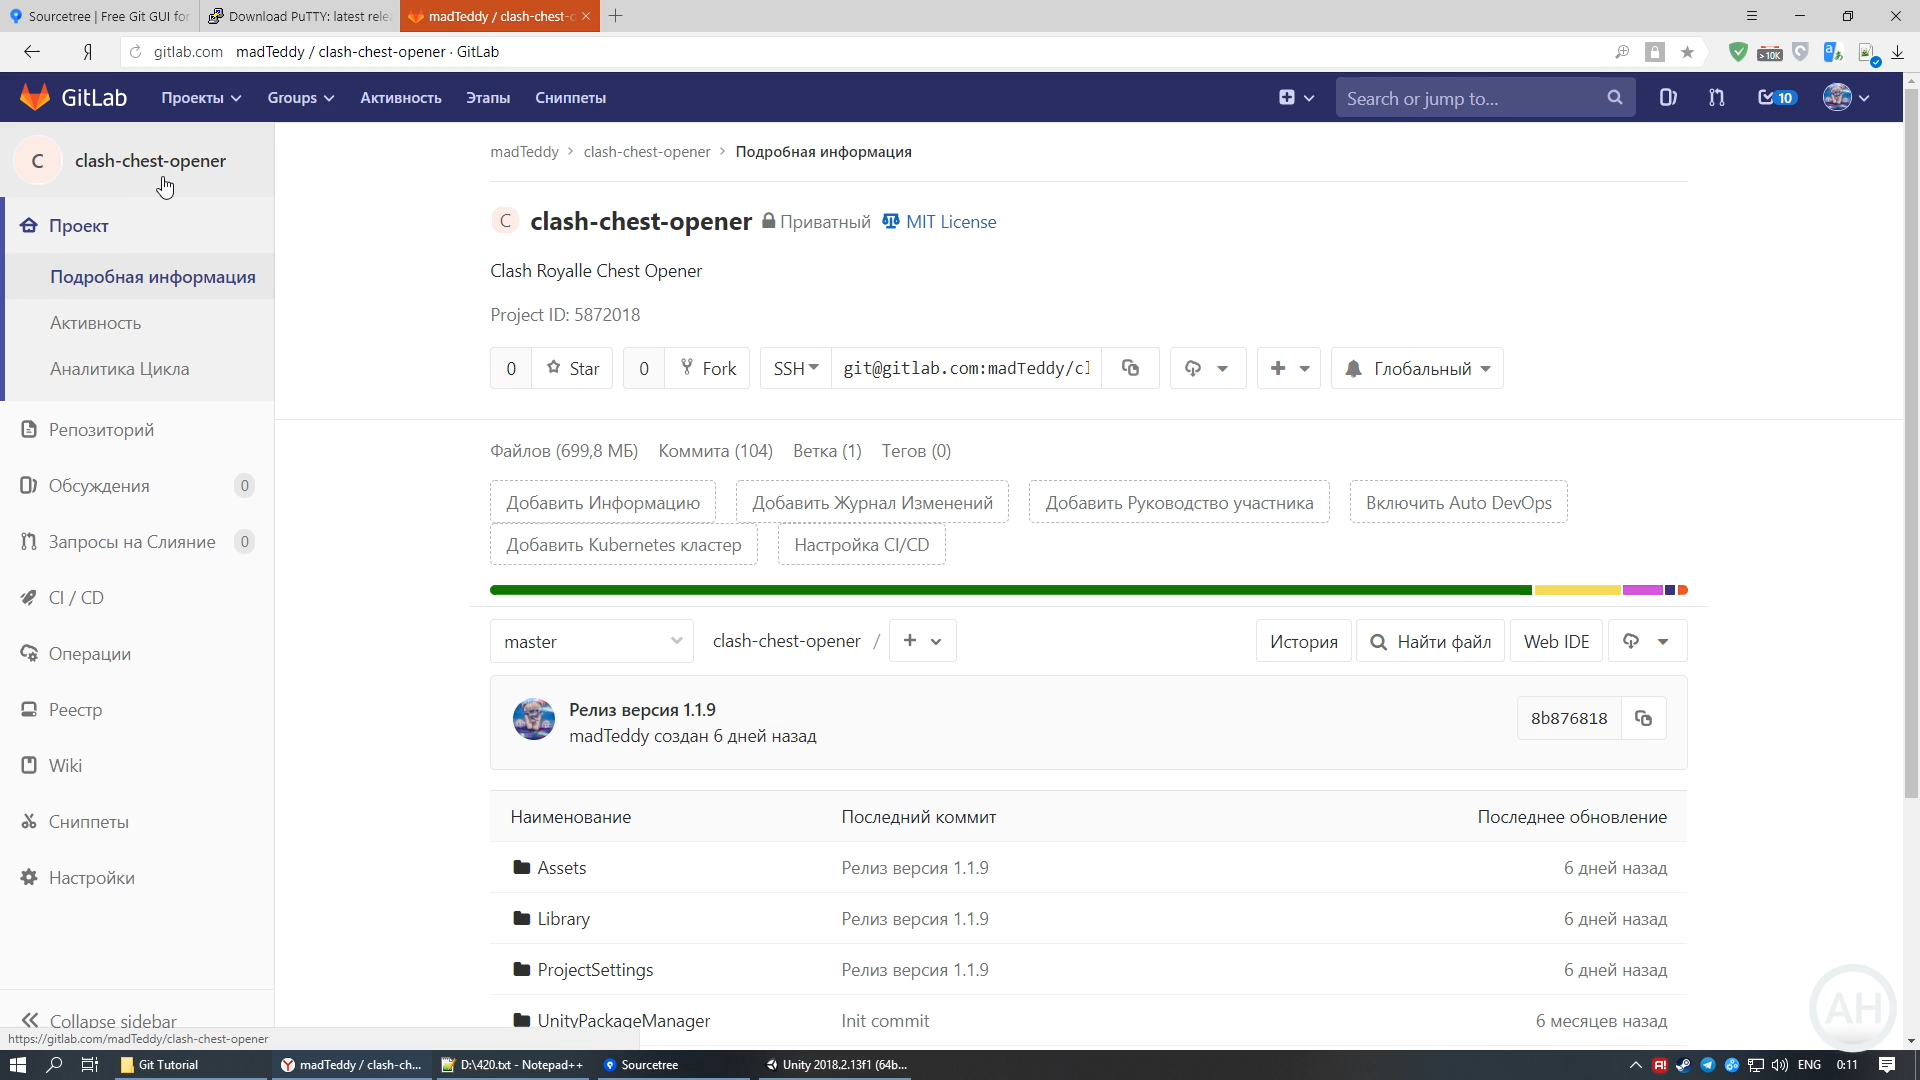 Sourcetree | Free Git GUI for
Download PuTTY: latest rele
madTeddy / clash-chest-o
gitlab.com madTeddy / clash-chest-opener · GitLab
>10K
GitLab
Проекты
Groups
Активность
Этапы
Сниппеты
Search or jump to...
10
C
clash-chest-opener
Проект
Подробная информация
Активность
Аналитика Цикла
Репозиторий
Обсуждения 0
Запросы на Слияние 0
CI / CD
Операции
Реестр
Wiki
Сниппеты
Настройки
Collapse sidebar
https://gitlab.com/madTeddy/clash-chest-opener
madTeddy > clash-chest-opener > Подробная информация
C clash-chest-opener Приватный MIT License
Clash Royalle Chest Opener
Project ID: 5872018
0 Star 0 Fork SSH git@gitlab.com:madTeddy/cl Глобальный
Файлов (699,8 МБ) Коммита (104) Ветка (1) Тегов (0)
Добавить Информацию Добавить Журнал Изменений Добавить Руководство участника Включить Auto DevOps
Добавить Kubernetes кластер Настройка CI/CD
master clash-chest-opener / + История Найти файл Web IDE
Релиз версия 1.1.9
madTeddy создан 6 дней назад
8b876818
Наименование Последний коммит Последнее обновление
Assets Релиз версия 1.1.9 6 дней назад
Library Релиз версия 1.1.9 6 дней назад
ProjectSettings Релиз версия 1.1.9 6 дней назад
UnityPackageManager Init commit 6 месяцев назад
AH
Git Tutorial
madTeddy / clash-ch...
D:\420.txt - Notepad++
Sourcetree
Unity 2018.2.13f1 (64b...
ENG 0:11